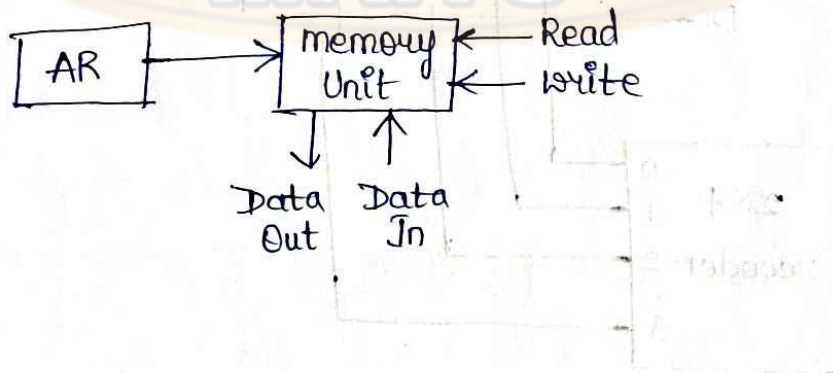 AR
memory
Unit
Read
write
Data
Out
Data
In